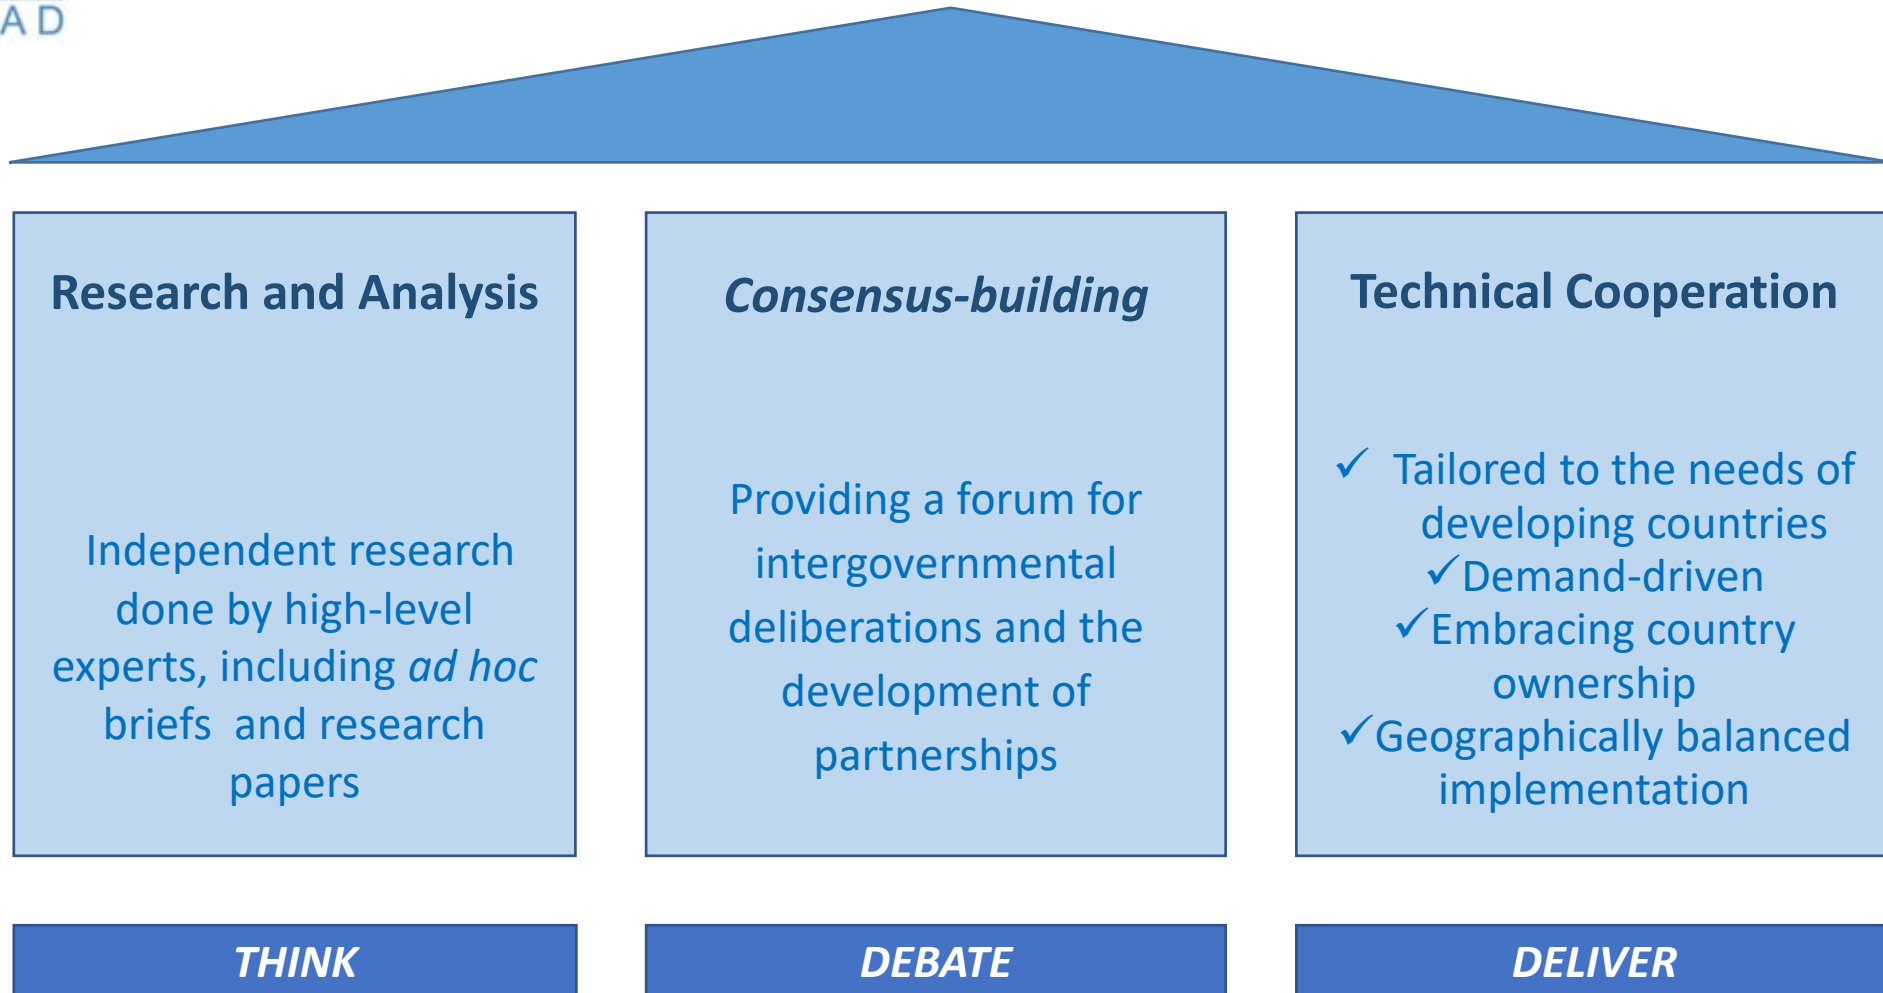 A D
Research and Analysis
Independent research
done by high-level
experts, including ad hoc
briefs and research
papers
THINK
Consensus-building
Providing a forum for
intergovernmental
deliberations and the
development of
partnerships
DEBATE
Technical Cooperation
✓ Tailored to the needs of
developing countries
✓Demand-driven
✓Embracing country
ownership
✓Geographically balanced
implementation
DELIVER